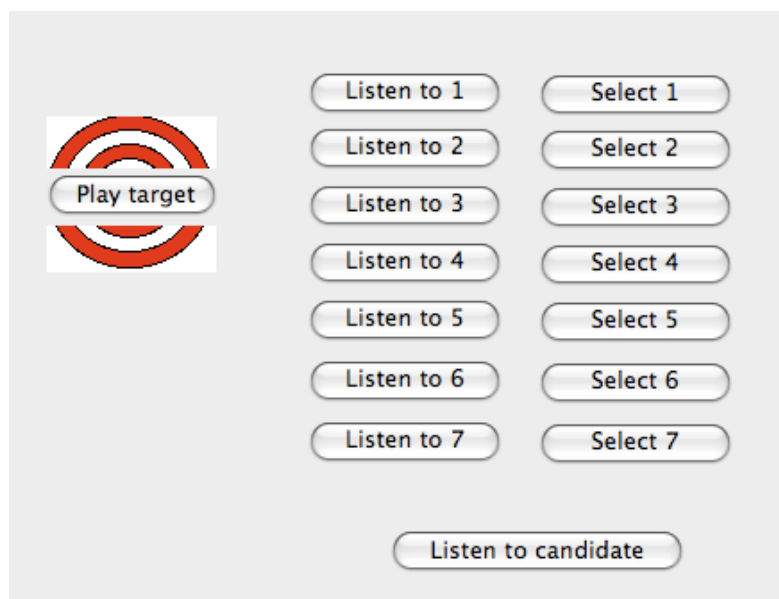 Listen to 1 Select 1
Listen to 2 Select 2
Play target Listen to 3 Select 3
Listen to 4 Select 4
Listen to 5 Select 5
Listen to 6 Select 6
Listen to 7 Select 7
Listen to candidate